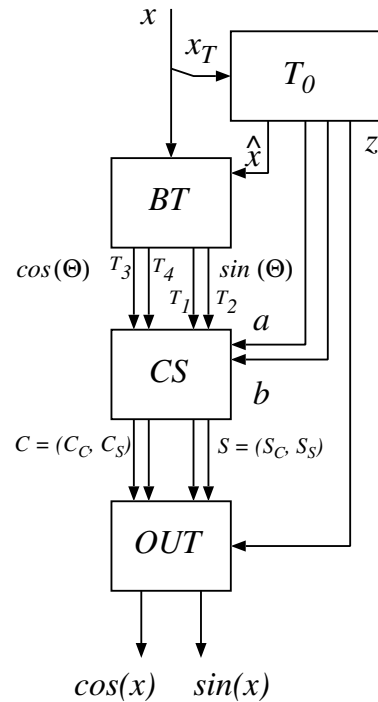 x
x_T
T_0
x̂
z
BT
cos(Θ) T_3 T_4 sin (Θ)
T_1 T_2
a
CS
b
C = (C_C, C_S) S = (S_C, S_S)
OUT
cos(x) sin(x)